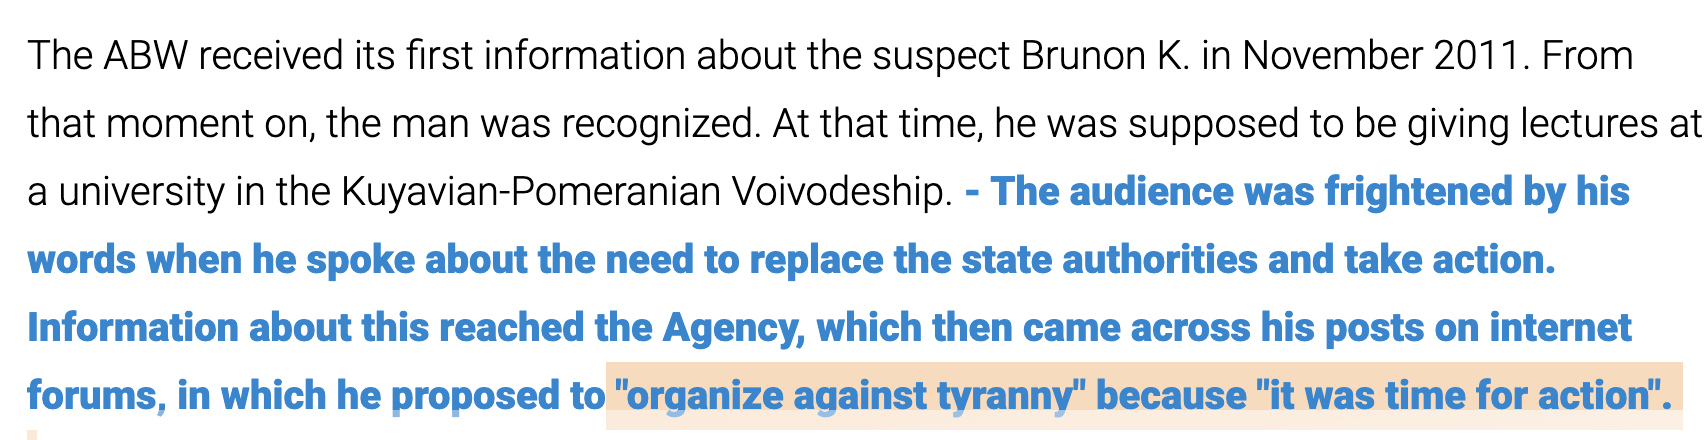 The ABW received its first information about the suspect Brunon K. in November 2011. From
that moment on, the man was recognized. At that time, he was supposed to be giving lectures at
a university in the Kuyavian-Pomeranian Voivodeship. - The audience was frightened by his
words when he spoke about the need to replace the state authorities and take action.
Information about this reached the Agency, which then came across his posts on internet
forums, in which he proposed to "organize against tyranny" because "it was time for action".